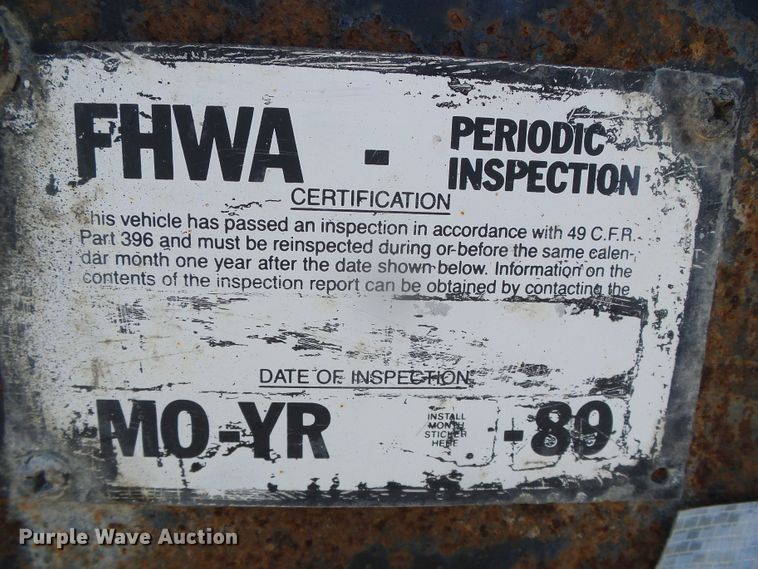 FHWA - PERIODIC
INSPECTION
CERTIFICATION
his vehicle has passed an inspection in accordance with 49 C.F.R.
Part 396 and must be reinspected during or before the same calen-
dar month one year after the date shown below. Information on the
contents of the inspection report can be obtained by contacting the
DATE OF INSPECTION
MO-YR
INSTALL
MONTH
STICKER
HERE
-89
Purple Wave Auction